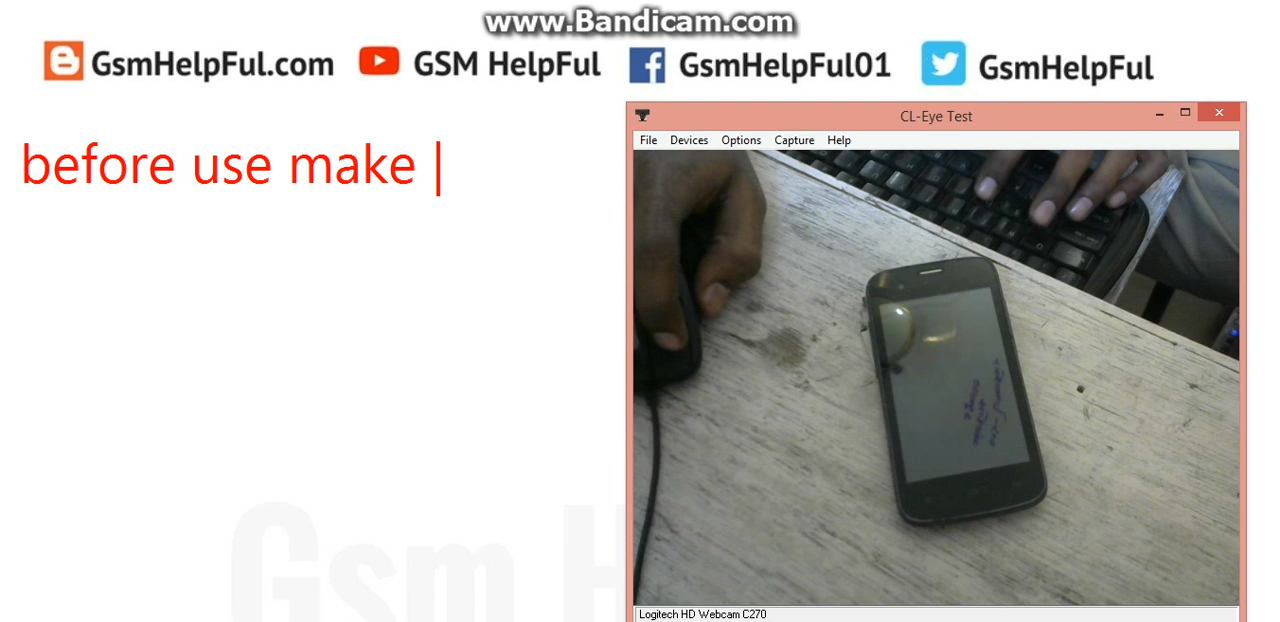 www.Bandicam.com
GsmHelpFul.com GSM HelpFul GsmHelpFul01 GsmHelpFul
before use make
CL-Eye Test
File Devices Options Capture Help
Gsm H
Logitech HD Webcam C270